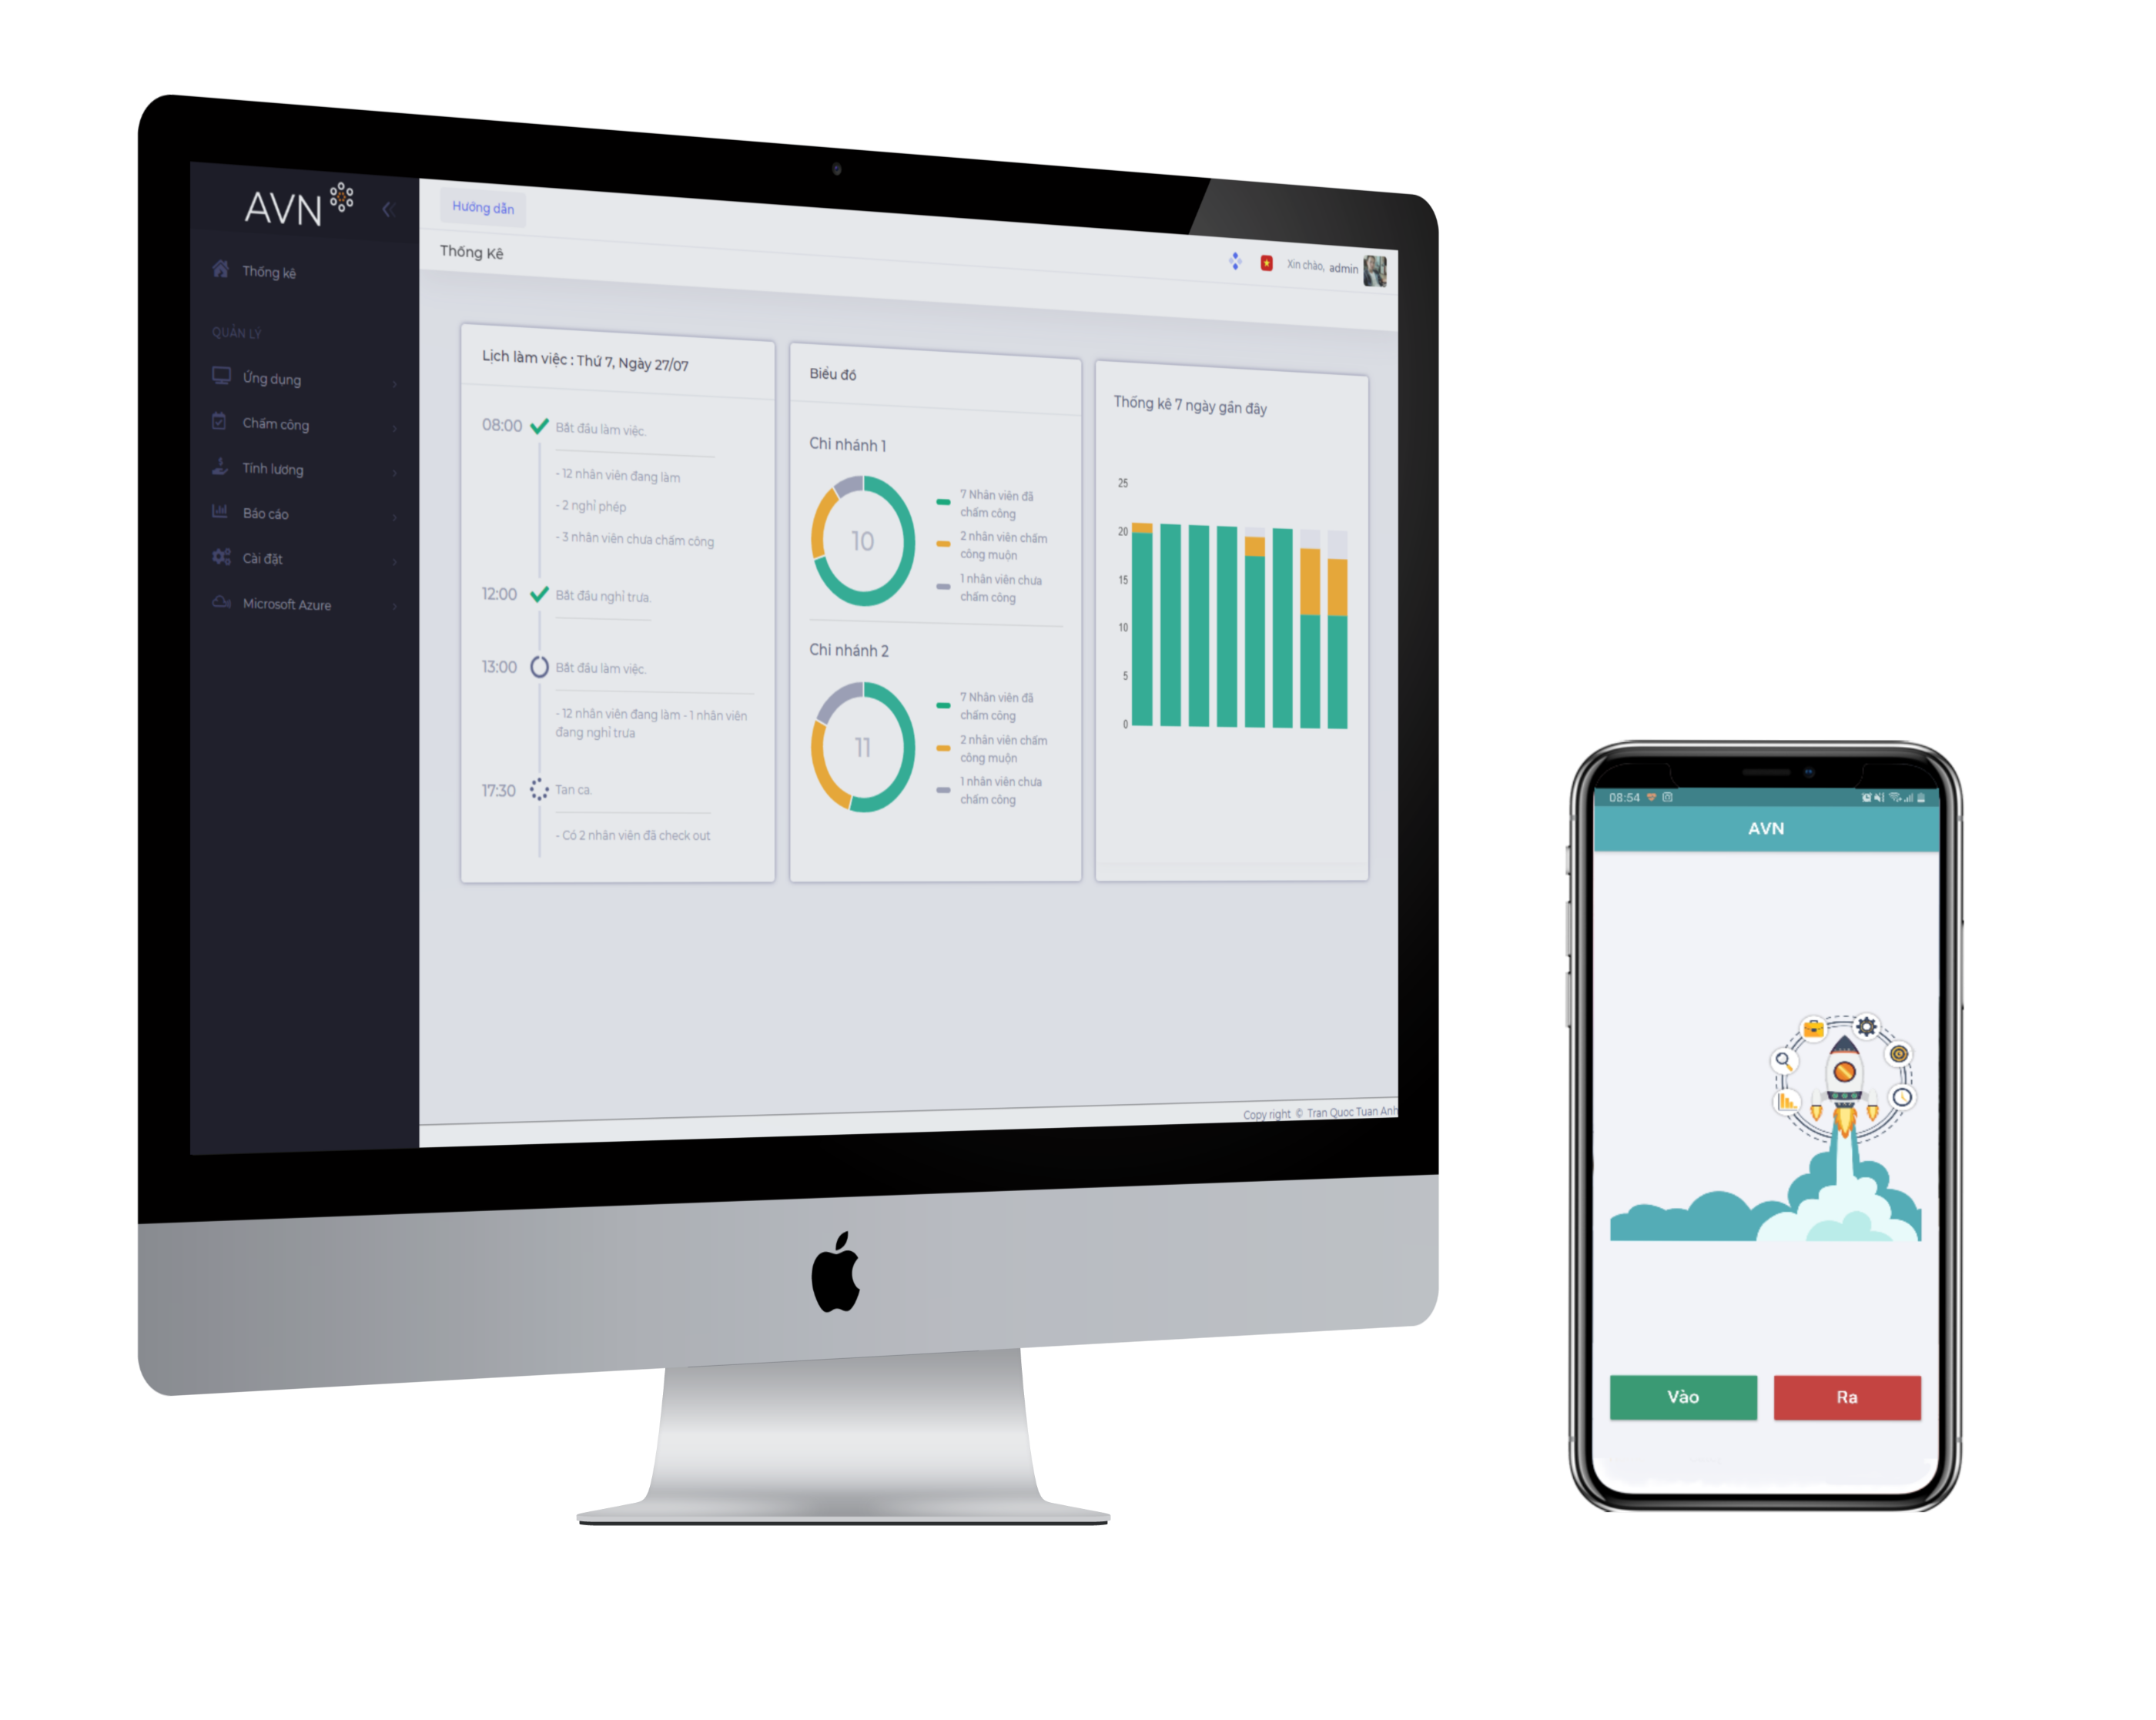 AVN
Thống kê
QUẢN LÝ
Ứng dụng
Chấm công
Tính lương
Báo cáo
Cài đặt
Microsoft Azure
Hướng dẫn
Thống Kê
Xin chào, admin
Lịch làm việc : Thứ 7, Ngày 27/07
08:00 Bắt đầu làm việc.
- 12 nhân viên đang làm
- 2 nghỉ phép
- 3 nhân viên chưa chấm công
12:00 Bắt đầu nghỉ trưa.
13:00 Bắt đầu làm việc.
- 12 nhân viên đang làm - 1 nhân viên
đang nghỉ trưa
17:30 Tan ca.
- Có 2 nhân viên đã check out
Biểu đồ
Chi nhánh 1
10
7 Nhân viên đã
chấm công
2 nhân viên chấm
công muộn
1 nhân viên chưa
chấm công
Chi nhánh 2
11
7 Nhân viên đã
chấm công
2 nhân viên chấm
công muộn
1 nhân viên chưa
chấm công
Thống kê 7 ngày gần đây
25
20
15
10
5
0
Copy right © Tran Quoc Tuan Anh
08:54
AVN
Vào
Ra